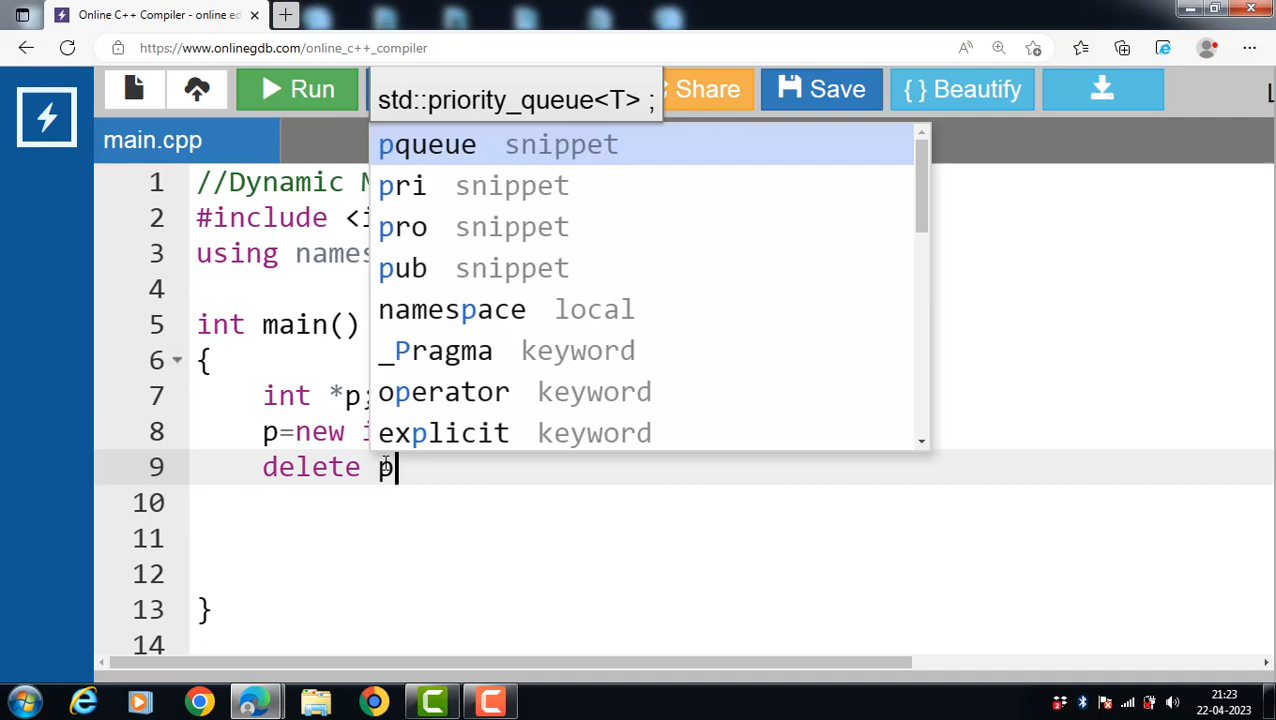 Online C++ Compiler - online ed
https://www.onlinegdb.com/online_c++_compiler
Run
Share
Save
{ } Beautify
std::priority_queue<T> ;
main.cpp
pqueue snippet
pri snippet
pro snippet
pub snippet
namespace local
_Pragma keyword
operator keyword
explicit keyword
1 //Dynamic
2 #include <i
3 using names
4
5 int main()
6 {
7 int *p;
8 p=new i
9 delete p
10
11
12
13 }
14
21:23
22-04-2023